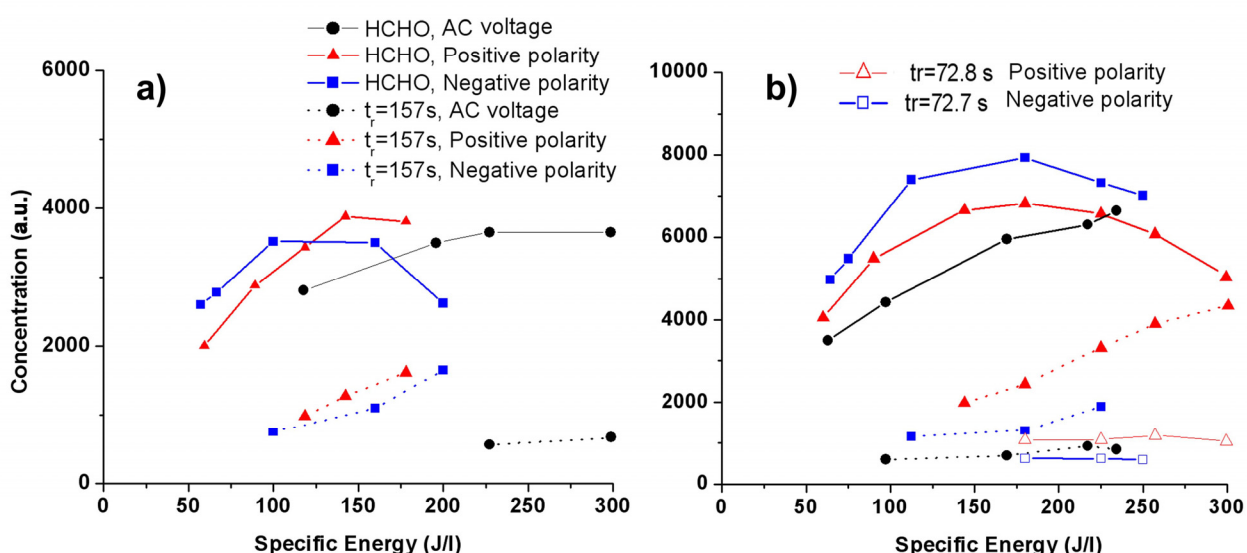 HCHO, AC voltage
HCHO, Positive polarity
HCHO, Negative polarity
tr=157s, AC voltage
tr=157s, Positive polarity
tr=157s, Negative polarity
a)
6000
4000
2000
0
Concentration (a.u.)
0 50 100 150 200 250 300
Specific Energy (J/l)
tr=72.8 s Positive polarity
tr=72.7 s Negative polarity
b)
10000
8000
6000
4000
2000
0
0 50 100 150 200 250 300
Specific Energy (J/l)